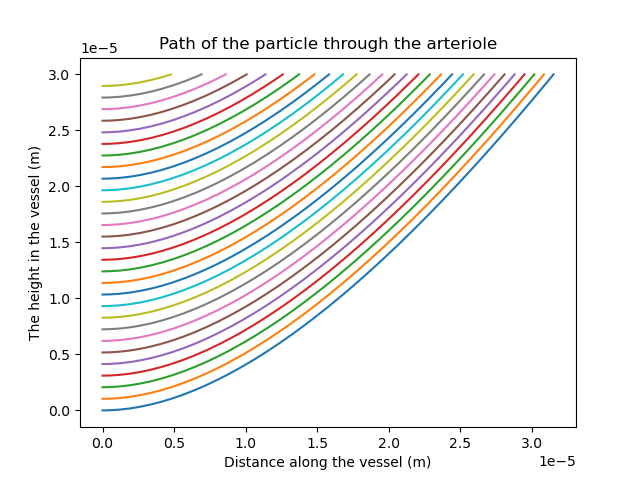 Path of the particle through the arteriole
1e−5
3.0
2.5
2.0
1.5
1.0
0.5
0.0
The height in the vessel (m)
0.0 0.5 1.0 1.5 2.0 2.5 3.0
1e−5
Distance along the vessel (m)